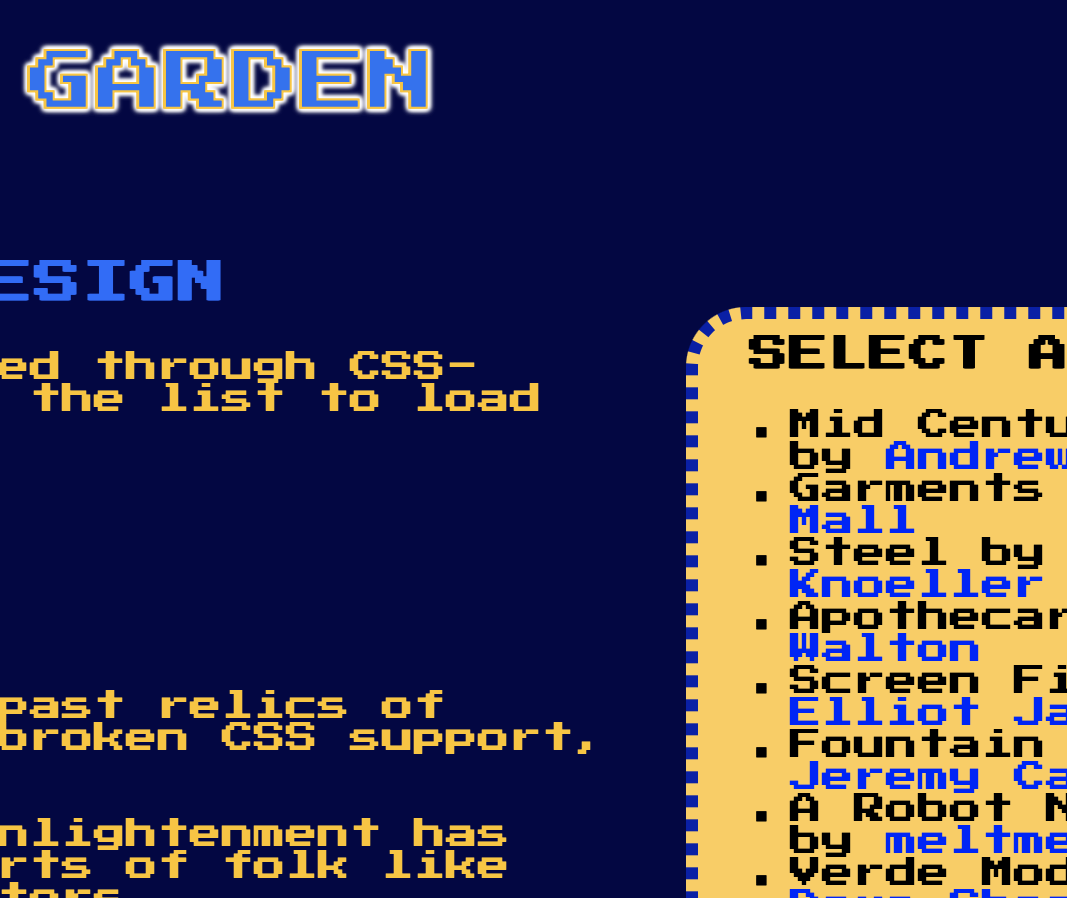 GARDEN
ESIGN
ed through CSS-
the list to load
past relics of
broken CSS support,
nlightenment has
rts of folk like
tors
SELECT A
Mid Centu
by Andrew
Garments
Mall
Steel by
Knoeller
Apothecar
Walton
Screen Fi
Elliot Ja
Fountain
Jeremy Ca
A Robot N
by meltme
Verde Mod